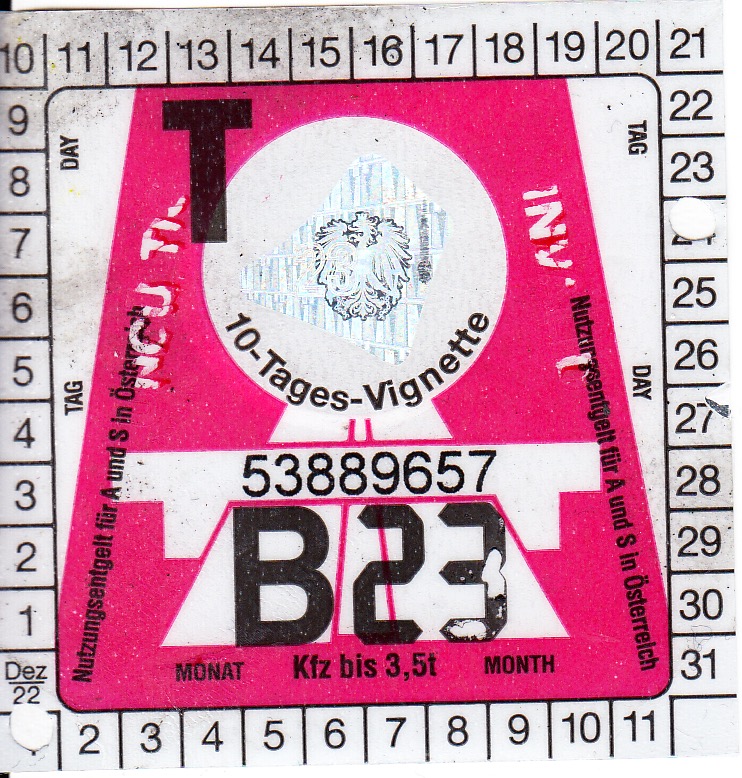 10 11 12 13 14 15 16 17 18 19 20 21
9
8
7
6
5
4
3
2
1
Dez
22
DAY
TAG
T
TAG
DAY
22
23
25
26
27
28
29
30
31
10-Tages-Vignette
Nutzungsentgelt für A und S in Österreich
Nutzungsentgelt für A und S in Österreich
53889657
B23
MONAT Kfz bis 3,5t MONTH
2 3 4 5 6 7 8 9 10 11